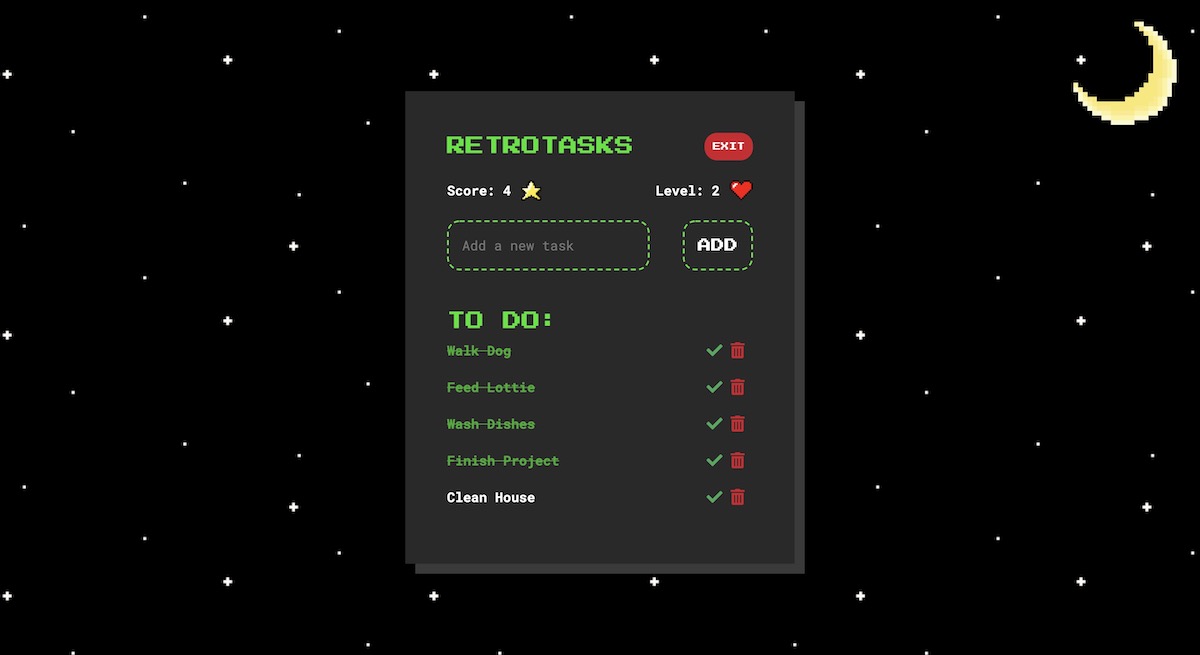 RETROTASKS
EXIT
Score: 4
Level: 2
Add a new task
ADD
TO DO:
Walk Dog
Feed Lottie
Wash Dishes
Finish Project
Clean House